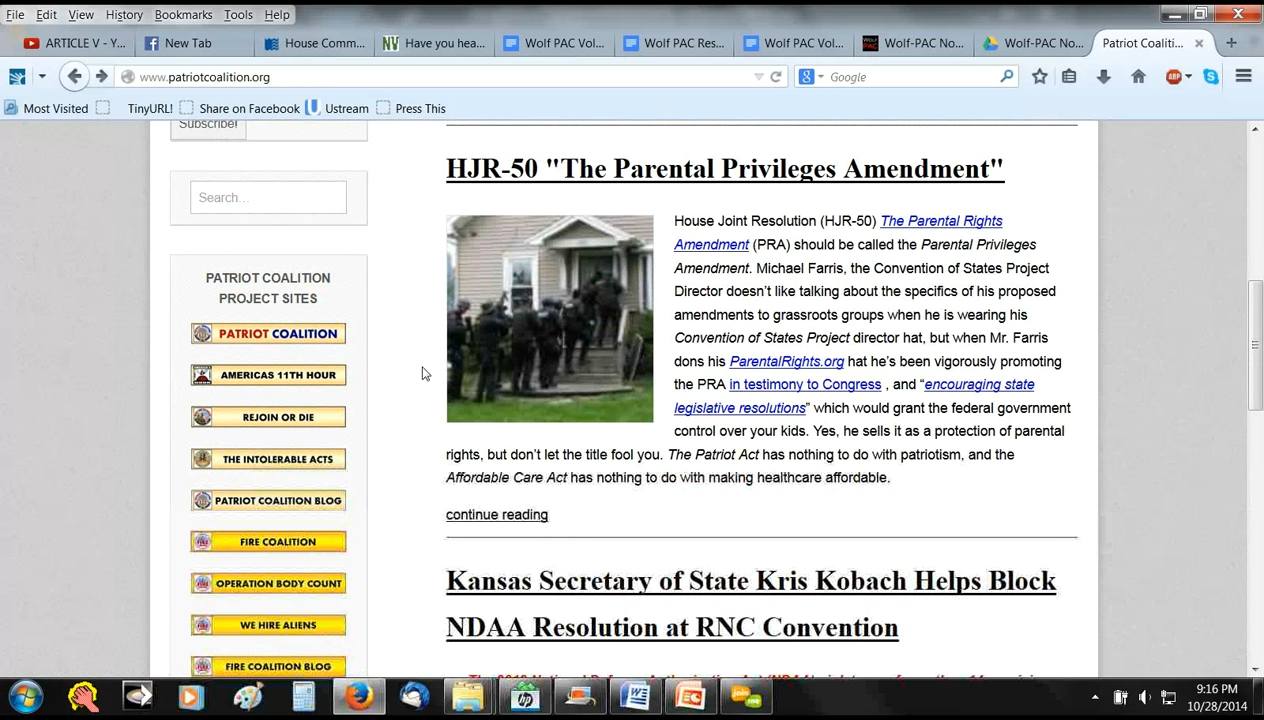 File Edit View History Bookmarks Tools Help
ARTICLE V - Y... New Tab House Comm... Have you hea... Wolf PAC Vol... Wolf PAC Res... Wolf PAC Vol... Wolf-PAC No... Wolf-PAC No... Patriot Coaliti...
www.patriotcoalition.org Google
Most Visited TinyURL! Share on Facebook Ustream Press This
Subscribe!
Search...
PATRIOT COALITION
PROJECT SITES
PATRIOT COALITION
AMERICAS 11TH HOUR
REJOIN OR DIE
THE INTOLERABLE ACTS
PATRIOT COALITION BLOG
FIRE COALITION
OPERATION BODY COUNT
WE HIRE ALIENS
FIRE COALITION BLOG
HJR-50 "The Parental Privileges Amendment"
House Joint Resolution (HJR-50) The Parental Rights
Amendment (PRA) should be called the Parental Privileges
Amendment. Michael Farris, the Convention of States Project
Director doesn't like talking about the specifics of his proposed
amendments to grassroots groups when he is wearing his
Convention of States Project director hat, but when Mr. Farris
dons his ParentalRights.org hat he's been vigorously promoting
the PRA in testimony to Congress , and "encouraging state
legislative resolutions" which would grant the federal government
control over your kids. Yes, he sells it as a protection of parental
rights, but don't let the title fool you. The Patriot Act has nothing to do with patriotism, and the
Affordable Care Act has nothing to do with making healthcare affordable.
continue reading
Kansas Secretary of State Kris Kobach Helps Block
NDAA Resolution at RNC Convention
9:16 PM
10/28/2014